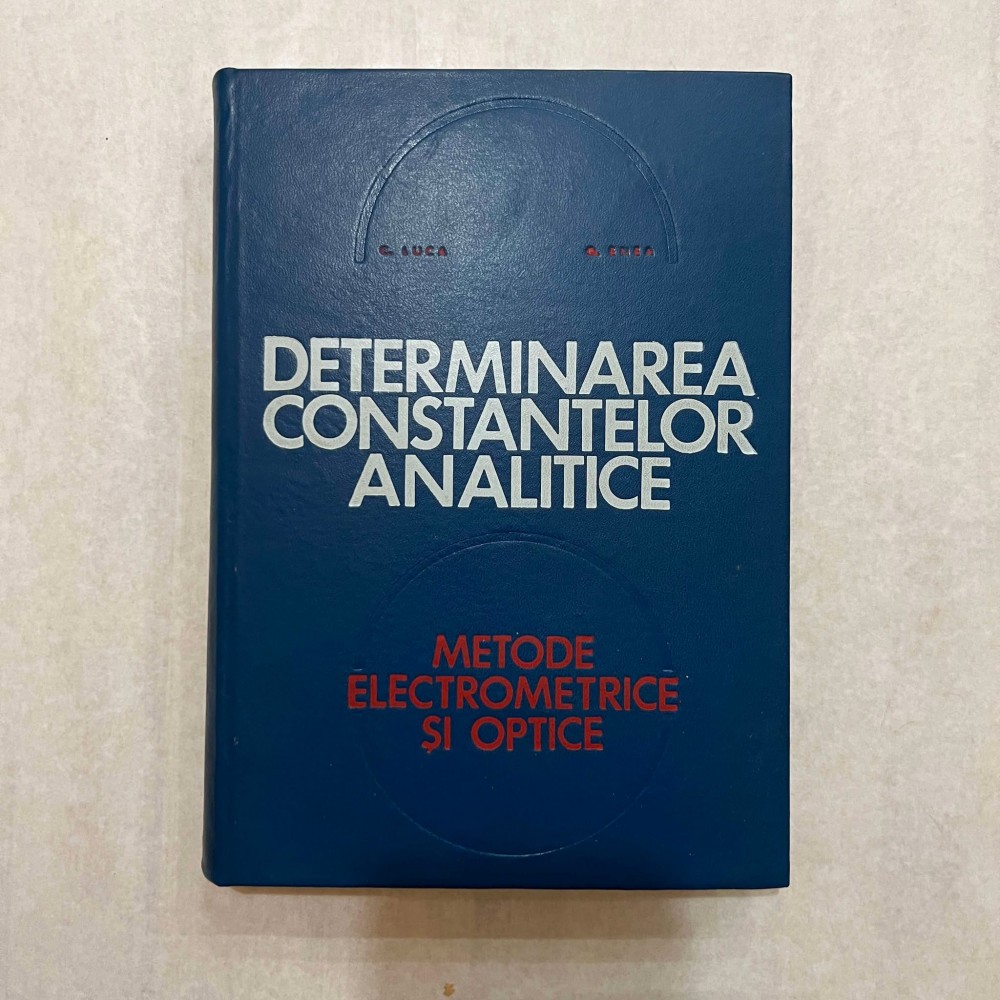 C. LUCA O. ENEA
DETERMINAREA
CONSTANTELOR
ANALITICE
METODE
ELECTROMETRICE
ȘI OPTICE